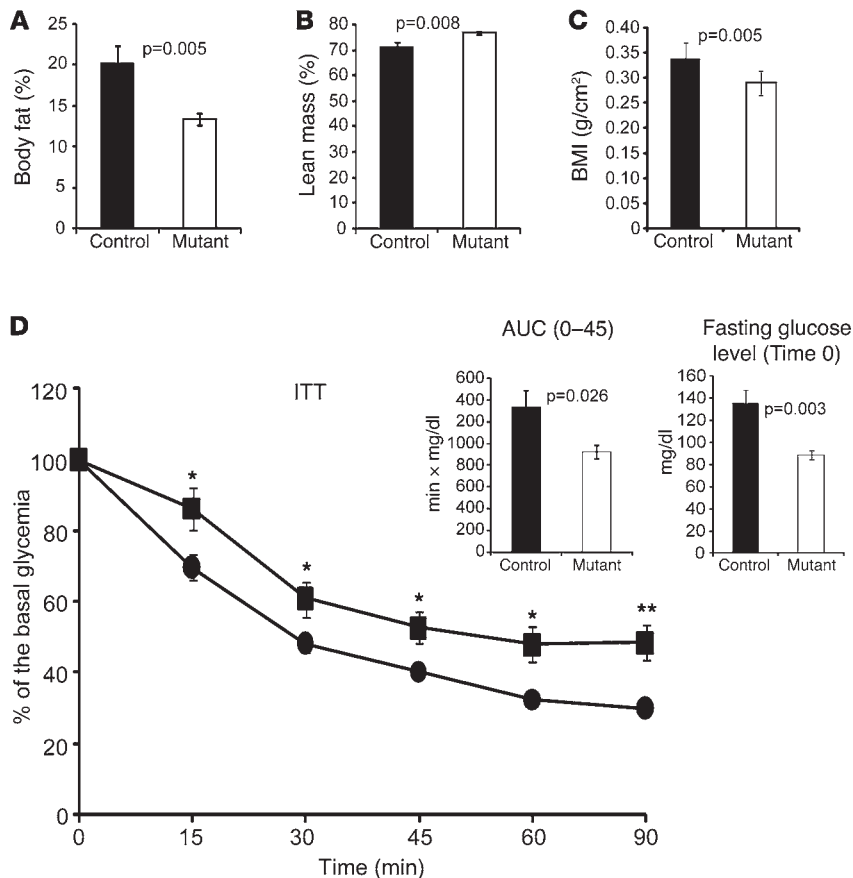 A
p=0.005
Body fat (%)
25
20
15
10
5
0
Control Mutant
B
p=0.008
Lean mass (%)
80
70
60
50
40
30
20
10
0
Control Mutant
C
p=0.005
BMI (g/cm²)
0.40
0.35
0.30
0.25
0.20
0.15
0.10
0.05
0
Control Mutant
D
ITT
% of the basal glycemia
120
100
80
60
40
20
0
* * * * **
0 15 30 45 60 90
Time (min)
AUC (0–45)
p=0.026
min × mg/dl
600
400
200
1000
800
600
400
200
0
Control Mutant
Fasting glucose
level (Time 0)
p=0.003
mg/dl
160
140
120
100
80
60
40
20
0
Control Mutant